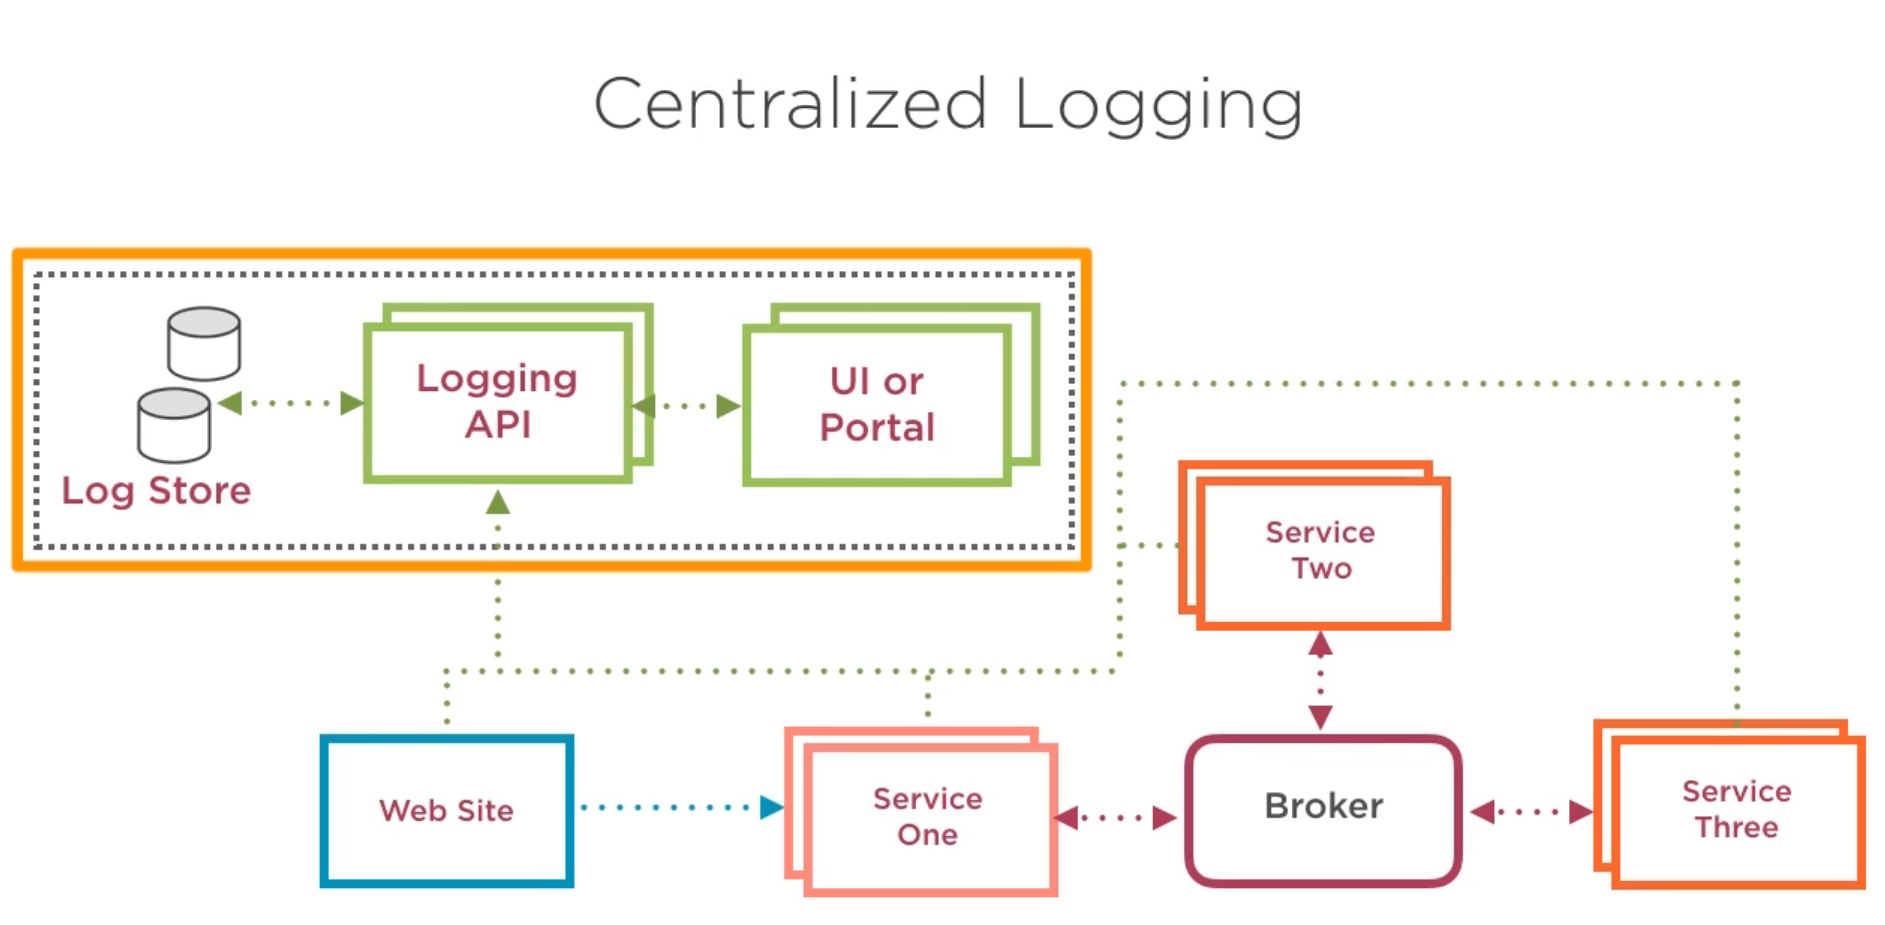 Centralized Logging
Logging
API
UI or
Portal
Log Store
Service
Two
Web Site
Service
One
Broker
Service
Three